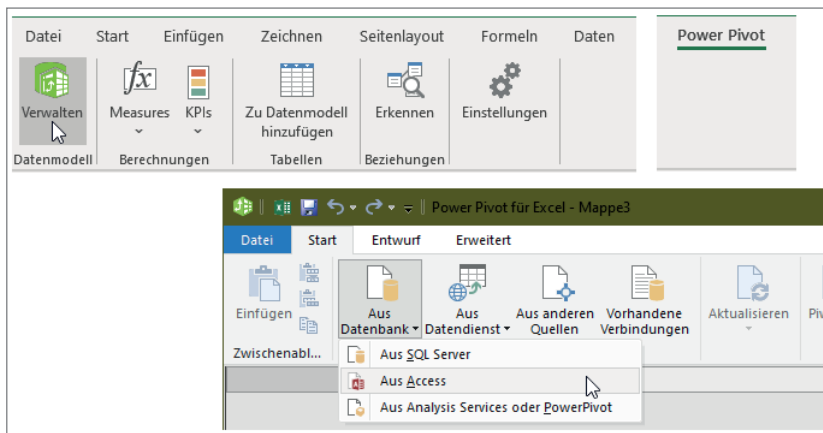 Datei Start Einfügen Zeichnen Seitenlayout Formeln Daten Power Pivot
Verwalten Measures KPIs Zu Datenmodell hinzufügen Erkennen Einstellungen
Datenmodell Berechnungen Tabellen Beziehungen
Power Pivot für Excel - Mappe3
Datei Start Entwurf Erweitert
Einfügen Aus Datenbank Aus Datendienst Aus anderen Quellen Vorhandene Verbindungen Aktualisieren
Zwischenabl...
Aus SQL Server
Aus Access
Aus Analysis Services oder PowerPivot